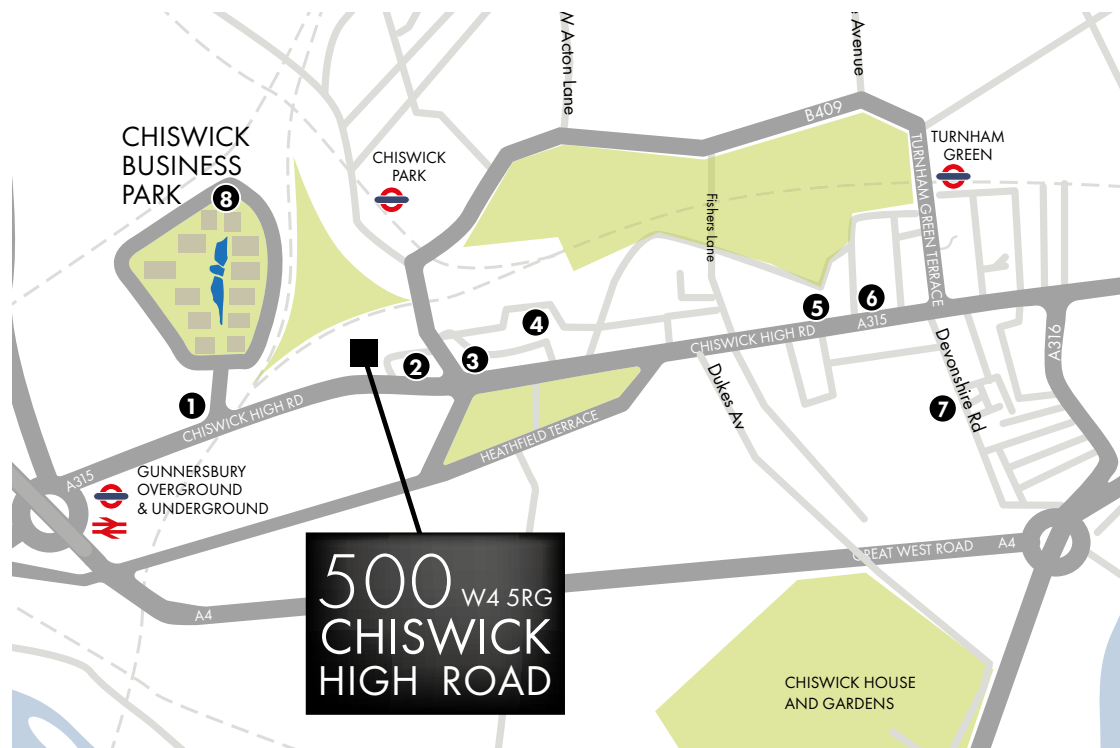 W Acton Lane
Avenue
B409
CHISWICK
BUSINESS
PARK
8
CHISWICK
PARK
TURNHAM
GREEN
TURNHAM GREEN TERRACE
Fishers Lane
5
6
4
CHISWICK HIGH RD
A315
A316
3
2
1
CHISWICK HIGH RD
Dukes Av
Devonshire Rd
7
HEATHFIELD TERRACE
A315
GUNNERSBURY
OVERGROUND
& UNDERGROUND
GREAT WEST ROAD
A4
A4
500 W4 5RG
CHISWICK
HIGH ROAD
CHISWICK HOUSE
AND GARDENS